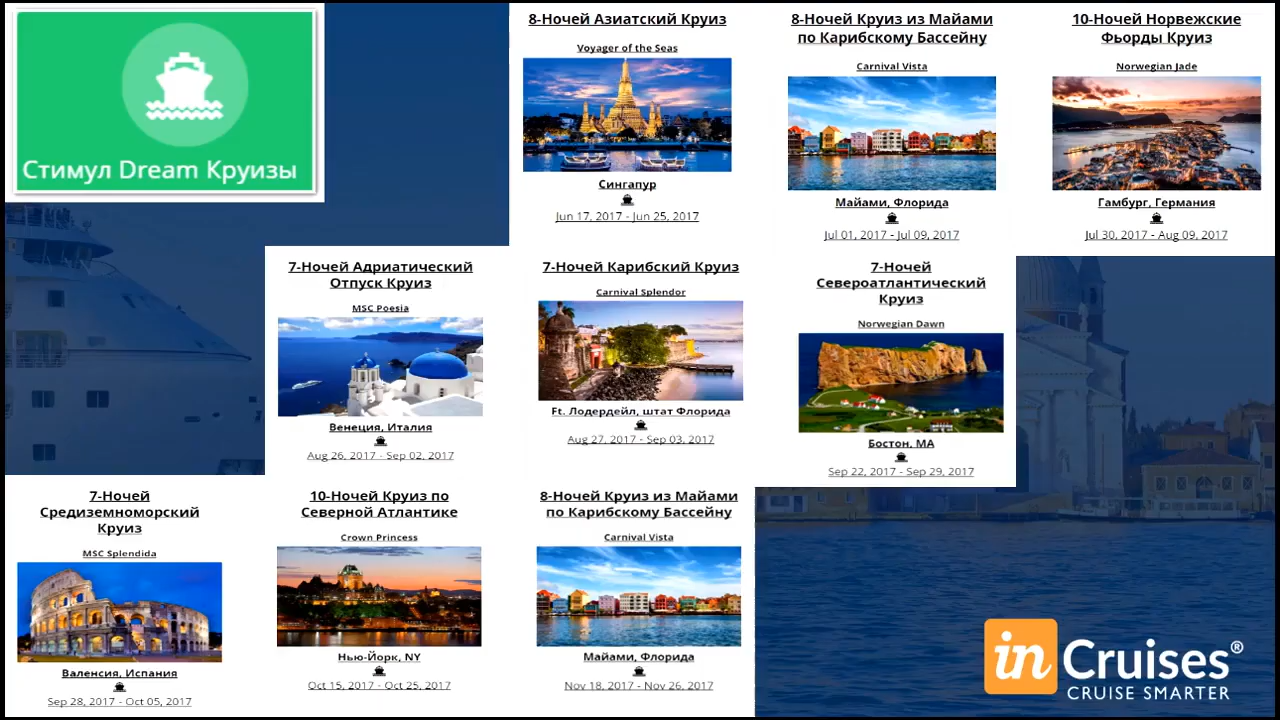 Стимул Dream Круизы
8-Ночей Азиатский Круиз
Voyager of the Seas
Сингапур
Jun 17, 2017 - Jun 25, 2017
8-Ночей Круиз из Майами
по Карибскому Бассейну
Carnival Vista
Майами, Флорида
Jul 01, 2017 - Jul 09, 2017
10-Ночей Норвежские
Фьорды Круиз
Norwegian Jade
Гамбург, Германия
Jul 30, 2017 - Aug 09, 2017
7-Ночей Адриатический
Отпуск Круиз
MSC Poesia
Венеция, Италия
Aug 26, 2017 - Sep 02, 2017
7-Ночей Карибский Круиз
Carnival Splendor
Ft. Лодердейл, штат Флорида
Aug 27, 2017 - Sep 03, 2017
7-Ночей
Североатлантический
Круиз
Norwegian Dawn
Бостон, МА
Sep 22, 2017 - Sep 29, 2017
7-Ночей
Средиземноморский
Круиз
MSC Splendida
Валенсия, Испания
Sep 28, 2017 - Oct 05, 2017
10-Ночей Круиз по
Северной Атлантике
Crown Princess
Нью-Йорк, NY
Oct 15, 2017 - Oct 25, 2017
8-Ночей Круиз из Майами
по Карибскому Бассейну
Carnival Vista
Майами, Флорида
Nov 18, 2017 - Nov 26, 2017
in Cruises®
CRUISE SMARTER